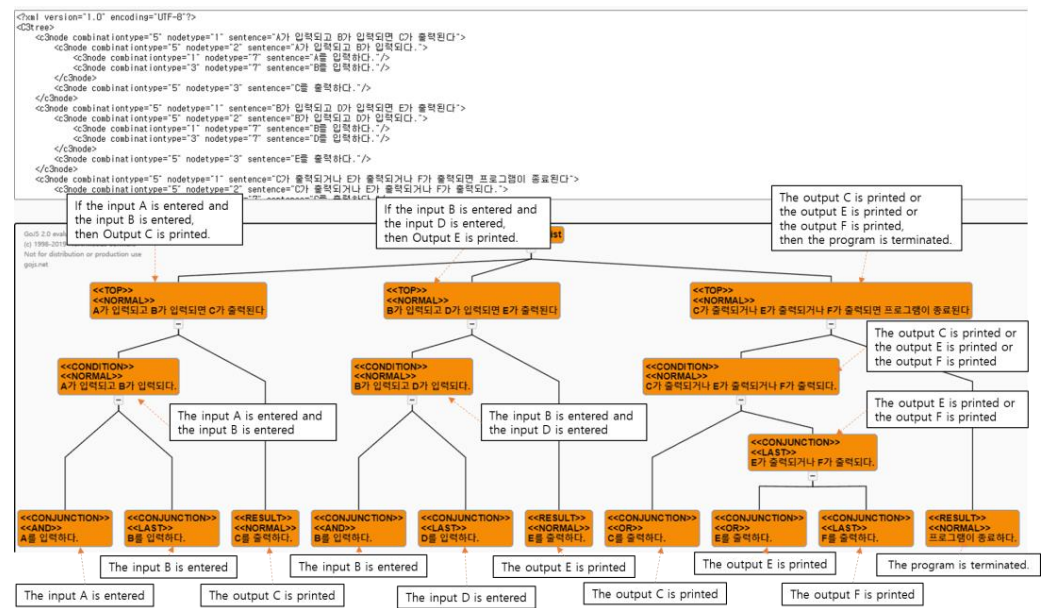 <?xml version="1.0" encoding="UTF-8"?>
<C3tree>
<c3node combinationtype="5" nodetype="1" sentence="A가 입력되고 B가 입력되면 C가 출력된다">
<c3node combinationtype="5" nodetype="2" sentence="A가 입력되고 B가 입력되다.">
<c3node combinationtype="1" nodetype="7" sentence="A를 입력하다."/>
<c3node combinationtype="3" nodetype="7" sentence="B를 입력하다."/>
</c3node>
<c3node combinationtype="5" nodetype="3" sentence="C를 출력하다."/>
</c3node>
<c3node combinationtype="5" nodetype="1" sentence="B가 입력되고 D가 입력되면 E가 출력된다">
<c3node combinationtype="5" nodetype="2" sentence="B가 입력되고 D가 입력되다.">
<c3node combinationtype="1" nodetype="7" sentence="B를 입력하다."/>
<c3node combinationtype="3" nodetype="7" sentence="D를 입력하다."/>
</c3node>
<c3node combinationtype="5" nodetype="3" sentence="E를 출력하다."/>
</c3node>
<c3node combinationtype="5" nodetype="1" sentence="C가 출력되거나 E가 출력되거나 F가 출력되면 프로그램이 종료된다">
<c3node combinationtype="5" nodetype="2" sentence="C가 출력되거나 E가 출력되거나 F가 출력되다.">
If the input A is entered and
the input B is entered,
then Output C is printed.
If the input B is entered and
the input D is entered,
then Output E is printed.
The output C is printed or
the output E is printed or
the output F is printed,
then the program is terminated.
GoJS 2.0
(c) 1998-2019
Not for distribution or production use
gojs.net
<<TOP>>
<<NORMAL>>
A가 입력되고 B가 입력되면 C가 출력된다
<<TOP>>
<<NORMAL>>
B가 입력되고 D가 입력되면 E가 출력된다
<<TOP>>
<<NORMAL>>
C가 출력되거나 E가 출력되거나 F가 출력되면 프로그램이 종료된다
<<CONDITION>>
<<NORMAL>>
A가 입력되고 B가 입력되다.
<<CONDITION>>
<<NORMAL>>
B가 입력되고 D가 입력되다.
<<CONDITION>>
<<NORMAL>>
C가 출력되거나 E가 출력되거나 F가 출력되다.
The output C is printed or
the output E is printed or
the output F is printed
The input A is entered and
the input B is entered
The input B is entered and
the input D is entered
The output E is printed or
the output F is printed
<<CONJUNCTION>>
<<LAST>>
E가 출력되거나 F가 출력되다.
<<CONJUNCTION>>
<<AND>>
A를 입력하다.
<<CONJUNCTION>>
<<LAST>>
B를 입력하다.
<<RESULT>>
<<NORMAL>>
C를 출력하다.
<<CONJUNCTION>>
<<AND>>
B를 입력하다.
<<CONJUNCTION>>
<<LAST>>
D를 입력하다.
<<RESULT>>
<<NORMAL>>
E를 출력하다.
<<CONJUNCTION>>
<<OR>>
C를 출력하다.
<<CONJUNCTION>>
<<OR>>
E를 출력하다.
<<CONJUNCTION>>
<<LAST>>
F를 출력하다.
<<RESULT>>
<<NORMAL>>
프로그램이 종료하다.
The input B is entered
The input B is entered
The output E is printed
The output E is printed
The program is terminated.
The input A is entered
The output C is printed
The input D is entered
The output C is printed
The output F is printed